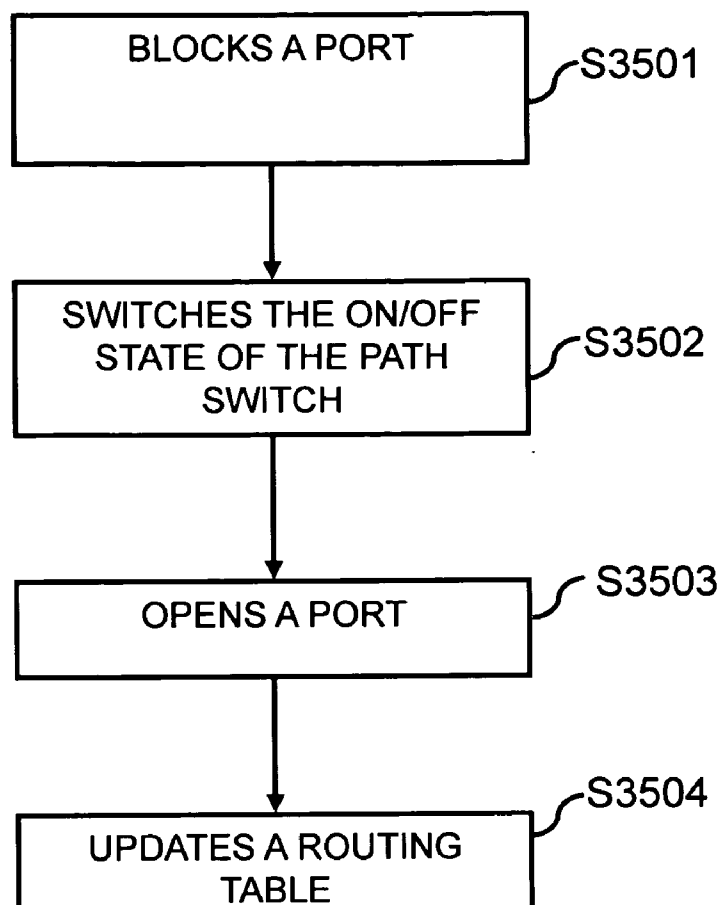 BLOCKS A PORT
S3501
SWITCHES THE ON/OFF
STATE OF THE PATH
SWITCH
S3502
OPENS A PORT
S3503
UPDATES A ROUTING
TABLE
S3504